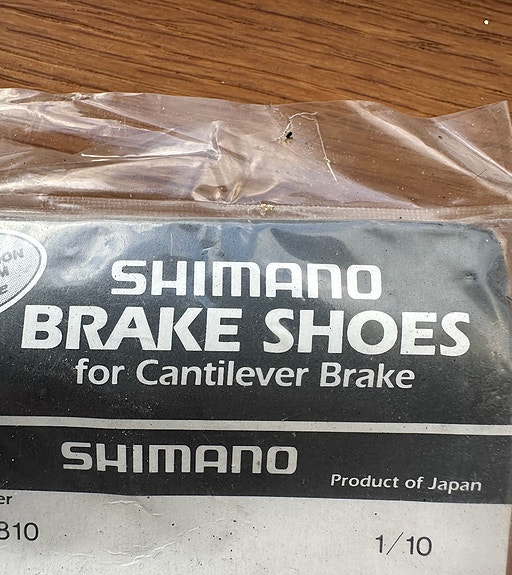 SHIMANO
BRAKE SHOES
for Cantilever Brake
SHIMANO
Product of Japan
1/10